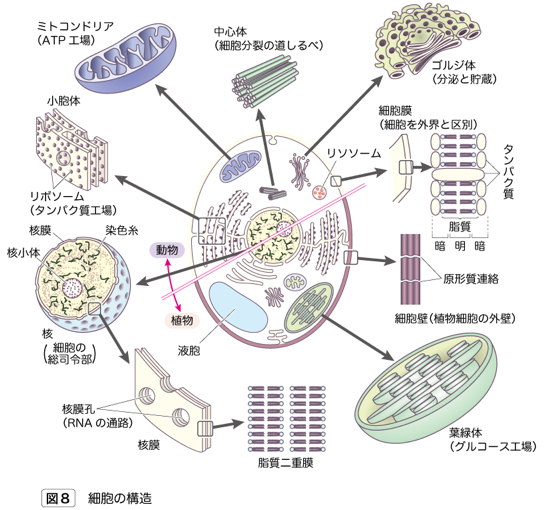 ミトコンドリア
(ATP 工場)
中心体
(細胞分裂の道しるべ)
ゴルジ体
(分泌と貯蔵)
小胞体
リボソーム
(タンパク質工場)
リソソーム
細胞膜
(細胞を外界と区別)
タンパク質
脂質
暗 明 暗
核膜
染色糸
核小体
核
(細胞の
総司令部)
動物
植物
液胞
原形質連絡
細胞壁(植物細胞の外壁)
核膜孔
(RNA の通路)
核膜
脂質二重膜
葉緑体
(グルコース工場)
図8 細胞の構造